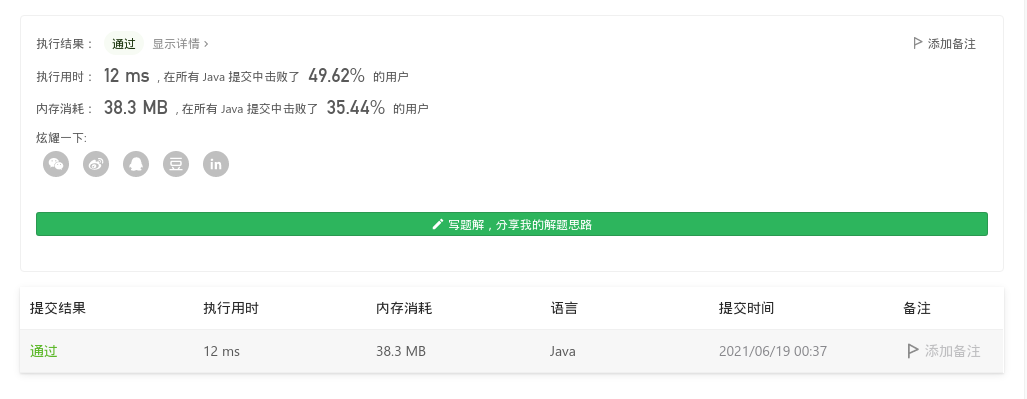 执行结果： 通过 显示详情 › 添加备注
执行用时： 12 ms , 在所有 Java 提交中击败了 49.62% 的用户
内存消耗： 38.3 MB , 在所有 Java 提交中击败了 35.44% 的用户
炫耀一下:
豆 in
写题解，分享我的解题思路
提交结果 执行用时 内存消耗 语言 提交时间 备注
通过 12 ms 38.3 MB Java 2021/06/19 00:37 添加备注